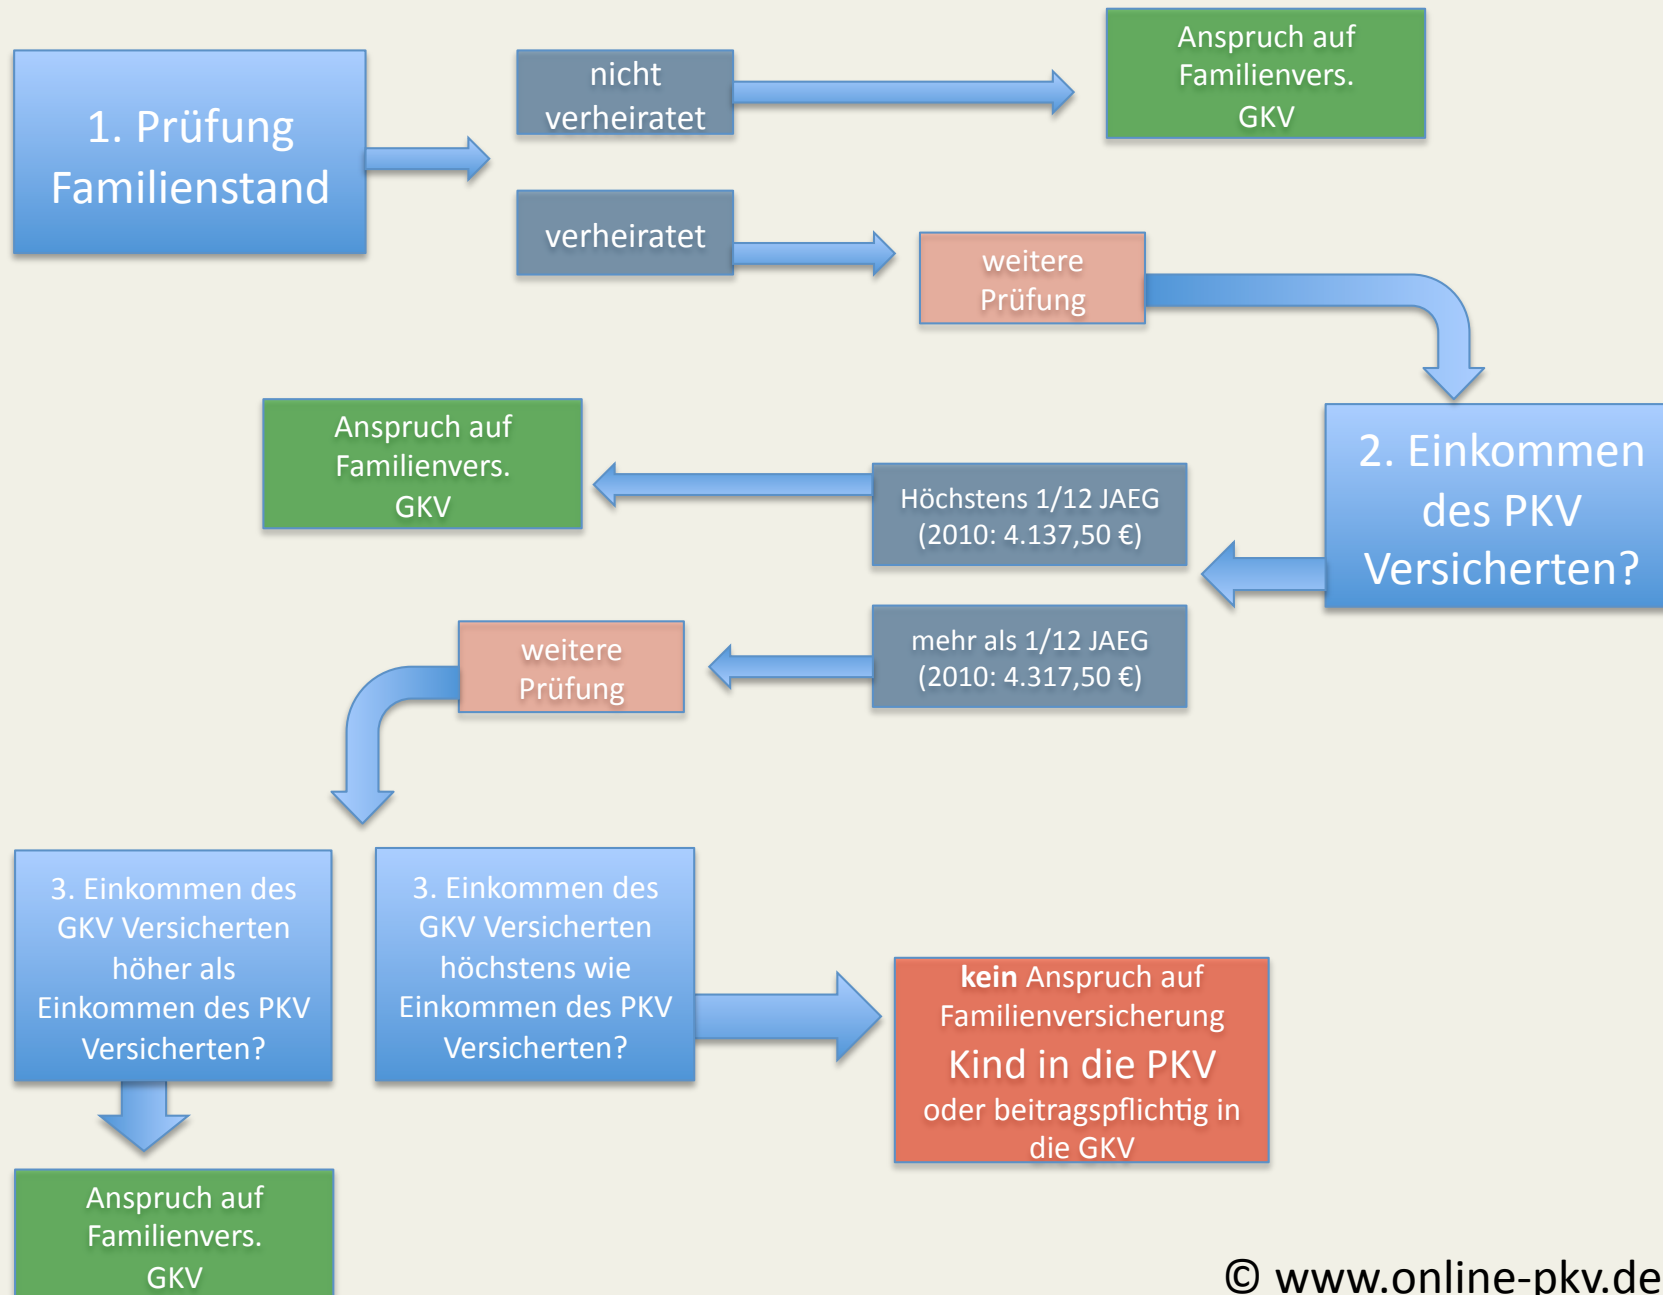 1. Prüfung
Familienstand
nicht
verheiratet
Anspruch auf
Familienvers.
GKV
verheiratet
weitere
Prüfung
2. Einkommen
des PKV
Versicherten?
Höchstens 1/12 JAEG
(2010: 4.137,50 €)
Anspruch auf
Familienvers.
GKV
mehr als 1/12 JAEG
(2010: 4.317,50 €)
weitere
Prüfung
3. Einkommen des
GKV Versicherten
höher als
Einkommen des PKV
Versicherten?
3. Einkommen des
GKV Versicherten
höchstens wie
Einkommen des PKV
Versicherten?
kein Anspruch auf
Familienversicherung
Kind in die PKV
oder beitragspflichtig in
die GKV
Anspruch auf
Familienvers.
GKV
© www.online-pkv.de